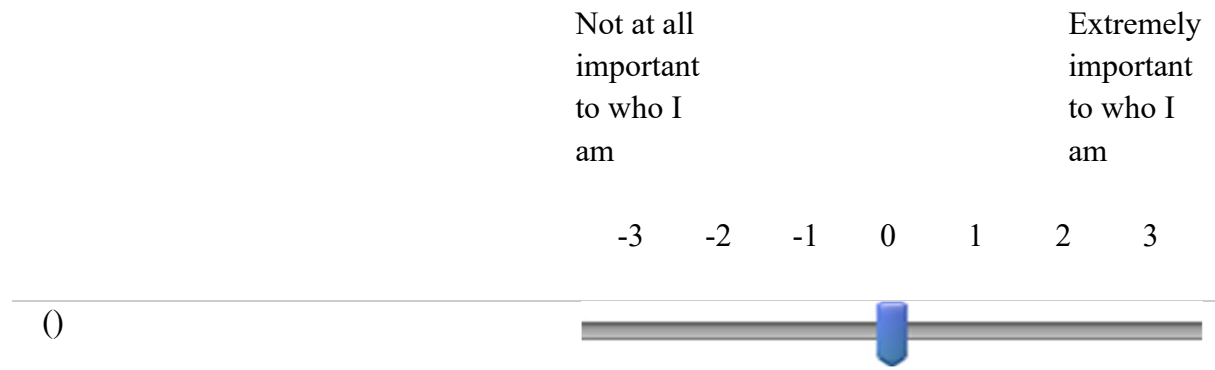 Not at all
important
to who I
am
Extremely
important
to who I
am
-3 -2 -1 0 1 2 3
()